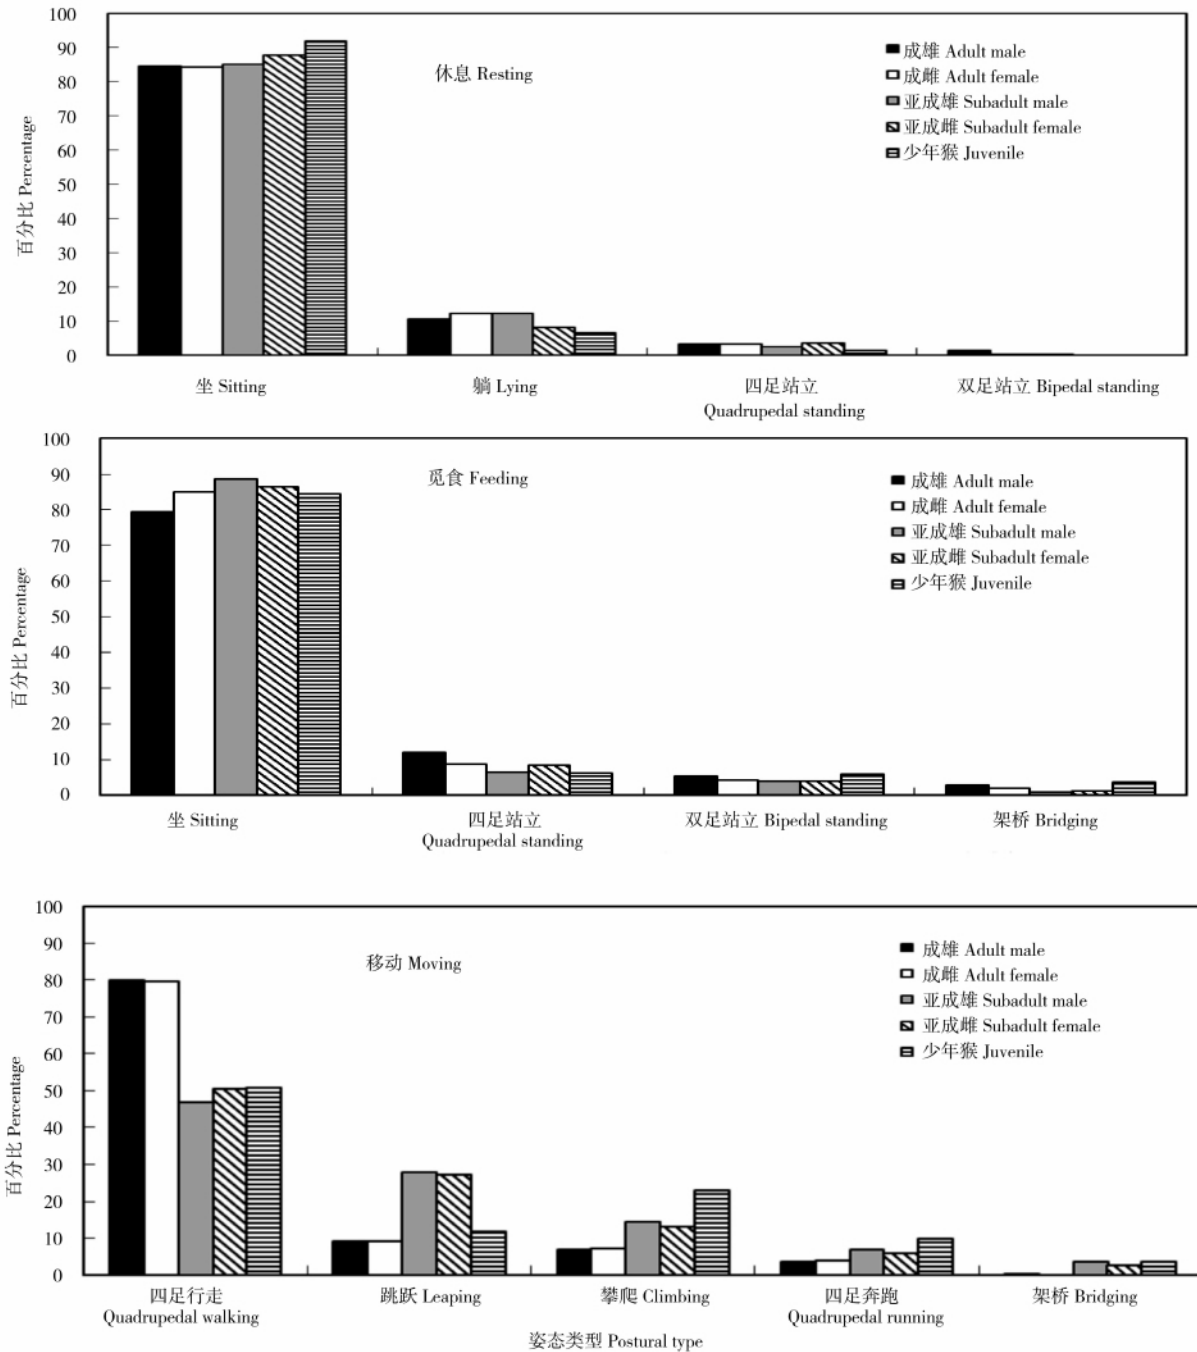 100
90
80
70
60
50
40
30
20
10
0
百分比 Percentage
休息 Resting
成雄 Adult male
成雌 Adult female
亚成雄 Subadult male
亚成雌 Subadult female
少年猴 Juvenile
坐 Sitting
躺 Lying
四足站立
Quadrupedal standing
双足站立 Bipedal standing
100
90
80
70
60
50
40
30
20
10
0
百分比 Percentage
觅食 Feeding
成雄 Adult male
成雌 Adult female
亚成雄 Subadult male
亚成雌 Subadult female
少年猴 Juvenile
坐 Sitting
四足站立
Quadrupedal standing
双足站立 Bipedal standing
架桥 Bridging
100
90
80
70
60
50
40
30
20
10
0
百分比 Percentage
移动 Moving
成雄 Adult male
成雌 Adult female
亚成雄 Subadult male
亚成雌 Subadult female
少年猴 Juvenile
四足行走
Quadrupedal walking
跳跃 Leaping
攀爬 Climbing
四足奔跑
Quadrupedal running
架桥 Bridging
姿态类型 Postural type